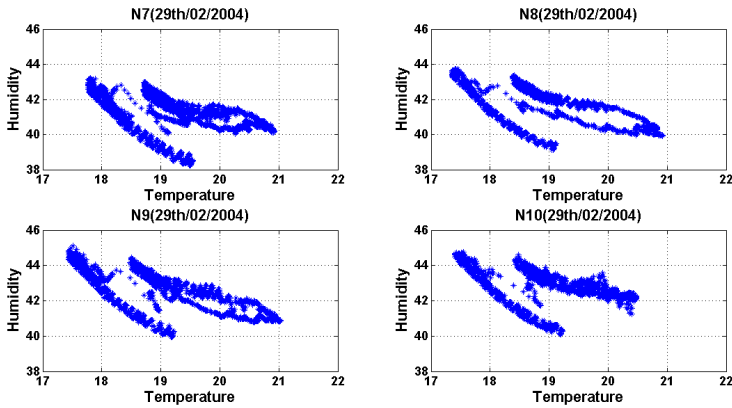 N7(29th/02/2004)
46
44
42
40
38
Humidity
17 18 19 20 21 22
Temperature
N8(29th/02/2004)
46
44
42
40
38
Humidity
17 18 19 20 21 22
Temperature
N9(29th/02/2004)
46
44
42
40
38
Humidity
17 18 19 20 21 22
Temperature
N10(29th/02/2004)
46
44
42
40
38
Humidity
17 18 19 20 21 22
Temperature